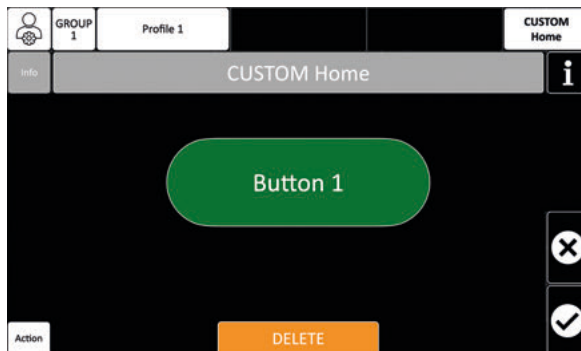 GROUP
1
Profile 1
CUSTOM
Home
Info
CUSTOM Home
i
Button 1
Action
DELETE